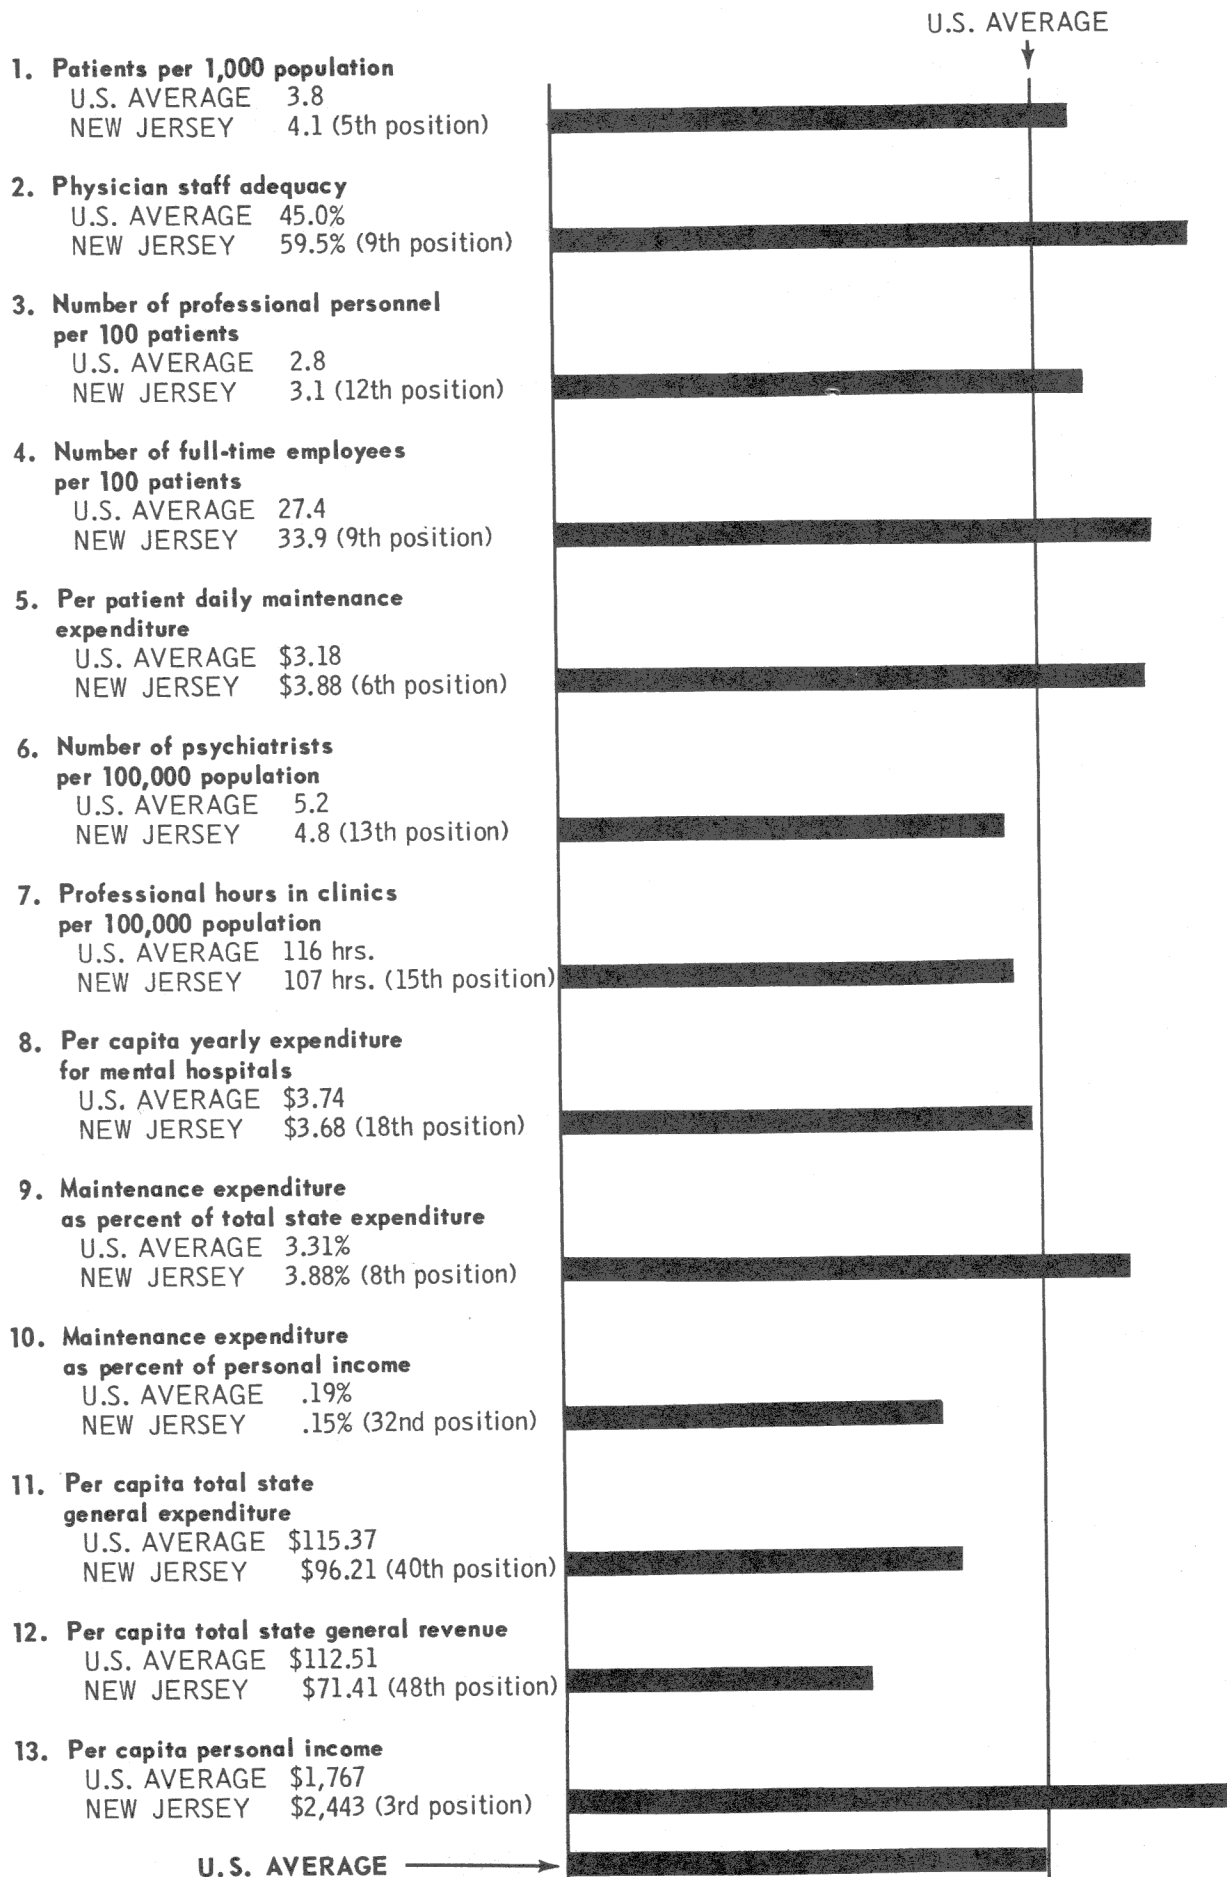 U.S. AVERAGE
1. Patients per 1,000 population
U.S. AVERAGE 3.8
NEW JERSEY 4.1 (5th position)
2. Physician staff adequacy
U.S. AVERAGE 45.0%
NEW JERSEY 59.5% (9th position)
3. Number of professional personnel
per 100 patients
U.S. AVERAGE 2.8
NEW JERSEY 3.1 (12th position)
4. Number of full-time employees
per 100 patients
U.S. AVERAGE 27.4
NEW JERSEY 33.9 (9th position)
5. Per patient daily maintenance
expenditure
U.S. AVERAGE $3.18
NEW JERSEY $3.88 (6th position)
6. Number of psychiatrists
per 100,000 population
U.S. AVERAGE 5.2
NEW JERSEY 4.8 (13th position)
7. Professional hours in clinics
per 100,000 population
U.S. AVERAGE 116 hrs.
NEW JERSEY 107 hrs. (15th position)
8. Per capita yearly expenditure
for mental hospitals
U.S. AVERAGE $3.74
NEW JERSEY $3.68 (18th position)
9. Maintenance expenditure
as percent of total state expenditure
U.S. AVERAGE 3.31%
NEW JERSEY 3.88% (8th position)
10. Maintenance expenditure
as percent of personal income
U.S. AVERAGE .19%
NEW JERSEY .15% (32nd position)
11. Per capita total state
general expenditure
U.S. AVERAGE $115.37
NEW JERSEY $96.21 (40th position)
12. Per capita total state general revenue
U.S. AVERAGE $112.51
NEW JERSEY $71.41 (48th position)
13. Per capita personal income
U.S. AVERAGE $1,767
NEW JERSEY $2,443 (3rd position)
U.S. AVERAGE